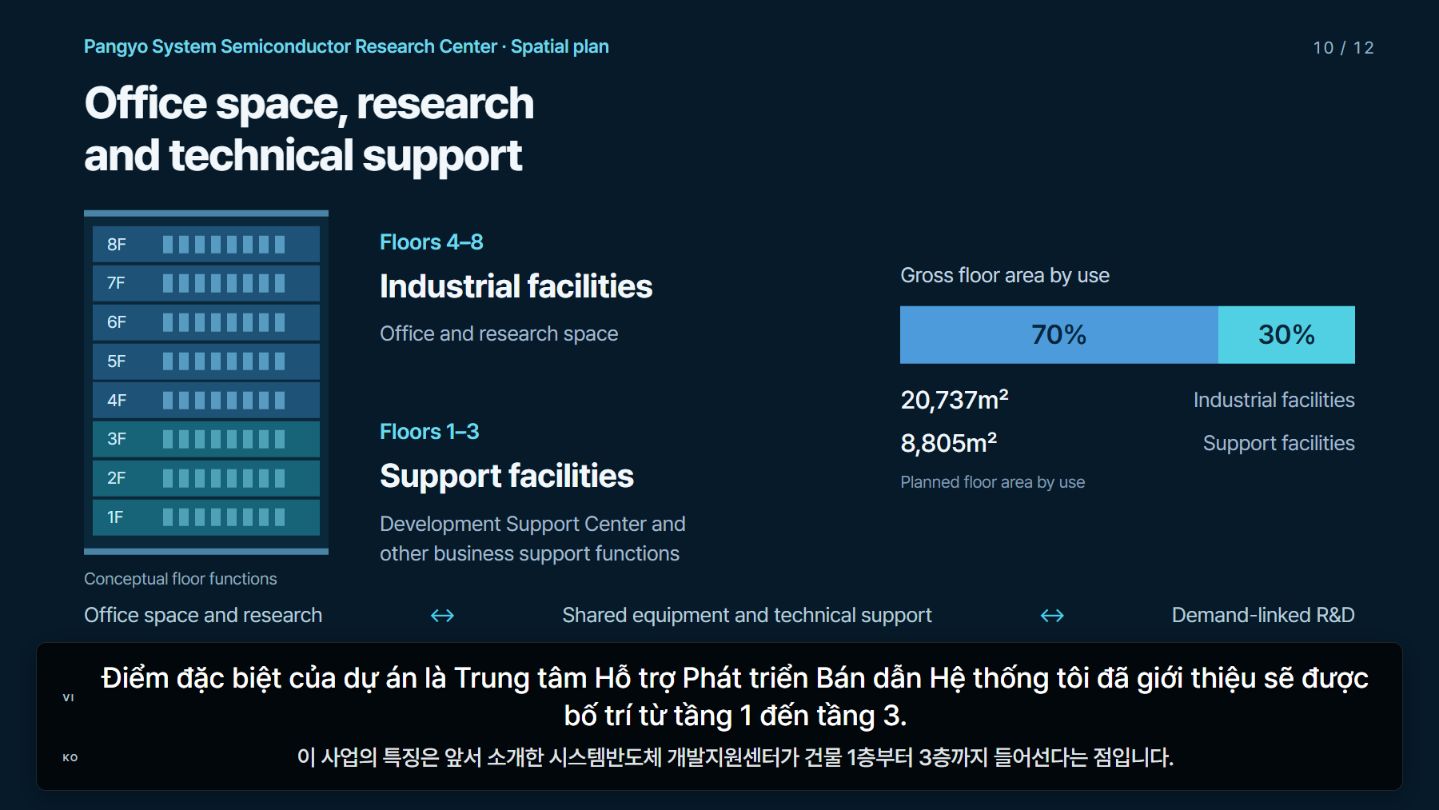 Pangyo System Semiconductor Research Center · Spatial plan
10 / 12
Office space, research
and technical support
8F
7F
6F
5F
4F
3F
2F
1F
Conceptual floor functions
Floors 4–8
Industrial facilities
Office and research space
Floors 1–3
Support facilities
Development Support Center and
other business support functions
Gross floor area by use
70%
30%
20,737m² Industrial facilities
8,805m² Support facilities
Planned floor area by use
Office space and research ↔ Shared equipment and technical support ↔ Demand-linked R&D
VI
Điểm đặc biệt của dự án là Trung tâm Hỗ trợ Phát triển Bán dẫn Hệ thống tôi đã giới thiệu sẽ được
bố trí từ tầng 1 đến tầng 3.
KO
이 사업의 특징은 앞서 소개한 시스템반도체 개발지원센터가 건물 1층부터 3층까지 들어선다는 점입니다.